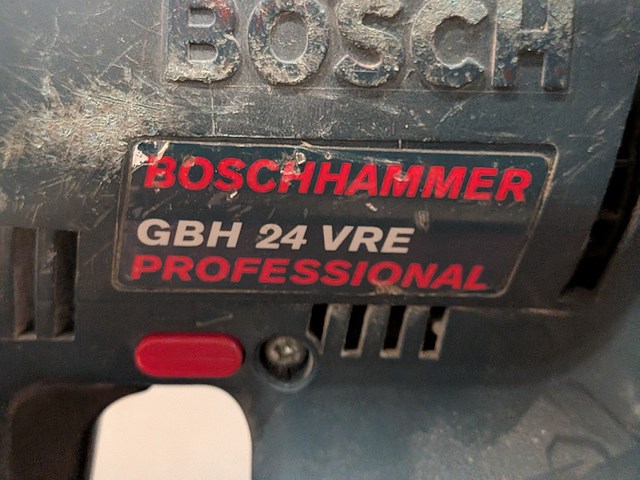 BOSCH
BOSCHHAMMER
GBH 24 VRE
PROFESSIONAL